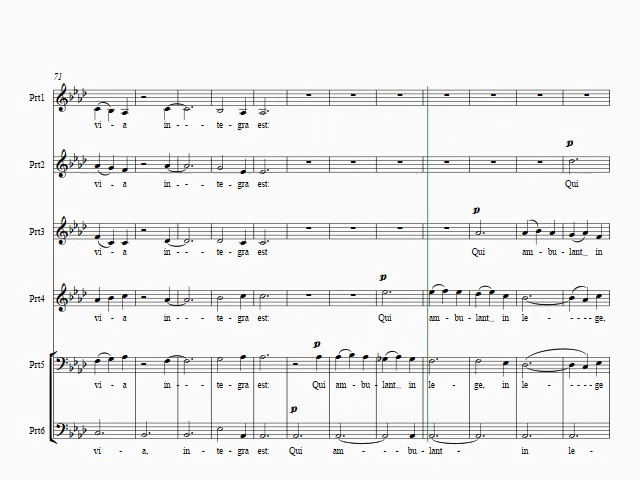 71
Prt1
vi - a in - - - te - gra est:
p
Prt2
vi - a in - - - te - gra est: Qui
p
Prt3
vi - a in - - - te - gra est: Qui am - bu - lant_ in
p
Prt4
vi - a in - - - te - gra est: Qui am - bu - lant_ in le - - - - ge,
p
Prt5
vi - a in - - - te - gra est: Qui am - bu - lant_ in le - ge, in le - - - - ge
p
Prt6
vi - a, in - te - gra est: Qui am - - - bu - lant - in le -